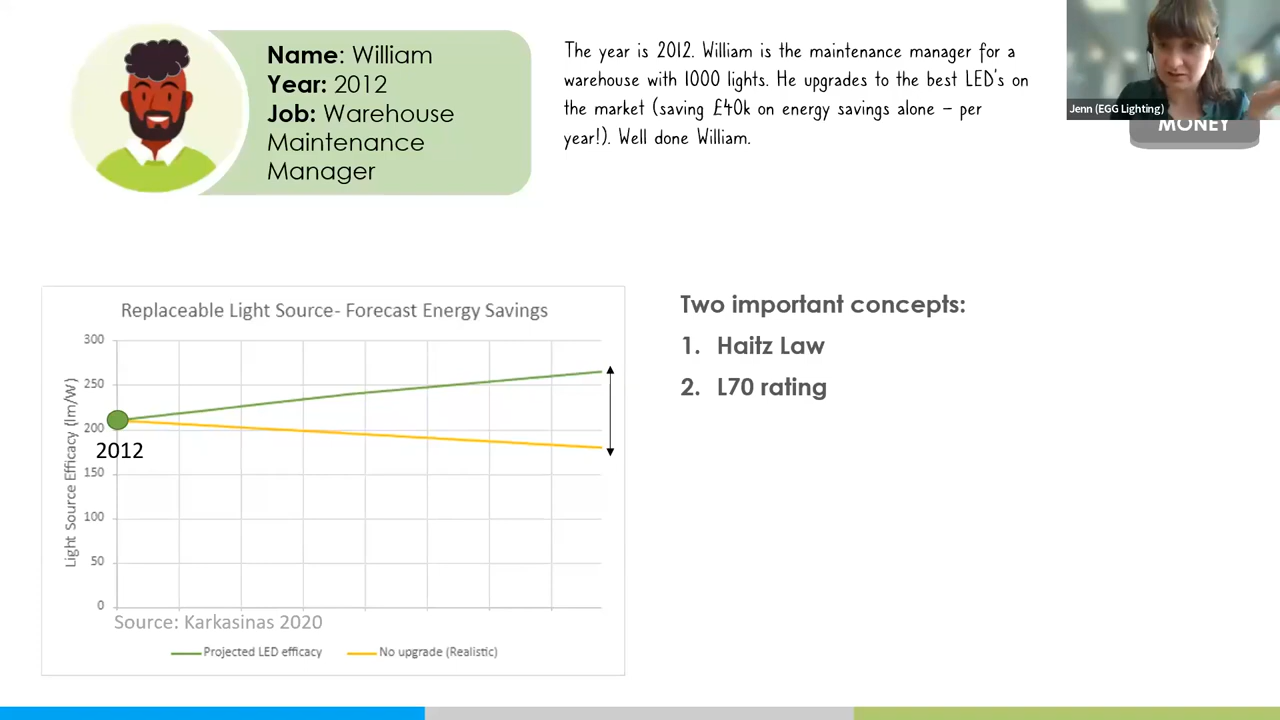 Name: William
Year: 2012
Job: Warehouse
Maintenance
Manager
The year is 2012. William is the maintenance manager for a
warehouse with 1000 lights. He upgrades to the best LED's on
the market (saving £40k on energy savings alone – per
year!). Well done William.
Jenn (EGG Lighting)
MONEY
Replaceable Light Source- Forecast Energy Savings
300
250
200
150
100
50
0
Light Source Efficacy (lm/W)
2012
Source: Karkasinas 2020
Projected LED efficacy
No upgrade (Realistic)
Two important concepts:
1. Haitz Law
2. L70 rating